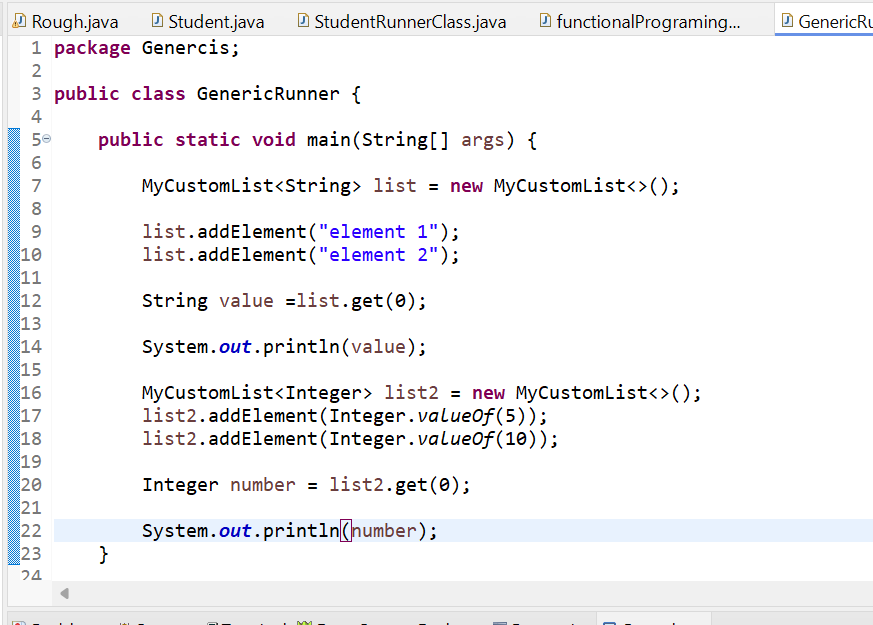 Rough.java Student.java StudentRunnerClass.java functionalPrograming... GenericRu
1 package Genercis;
2
3 public class GenericRunner {
4
5 public static void main(String[] args) {
6
7 MyCustomList<String> list = new MyCustomList<>();
8
9 list.addElement("element 1");
10 list.addElement("element 2");
11
12 String value =list.get(0);
13
14 System.out.println(value);
15
16 MyCustomList<Integer> list2 = new MyCustomList<>();
17 list2.addElement(Integer.valueOf(5));
18 list2.addElement(Integer.valueOf(10));
19
20 Integer number = list2.get(0);
21
22 System.out.println(number);
23 }
24